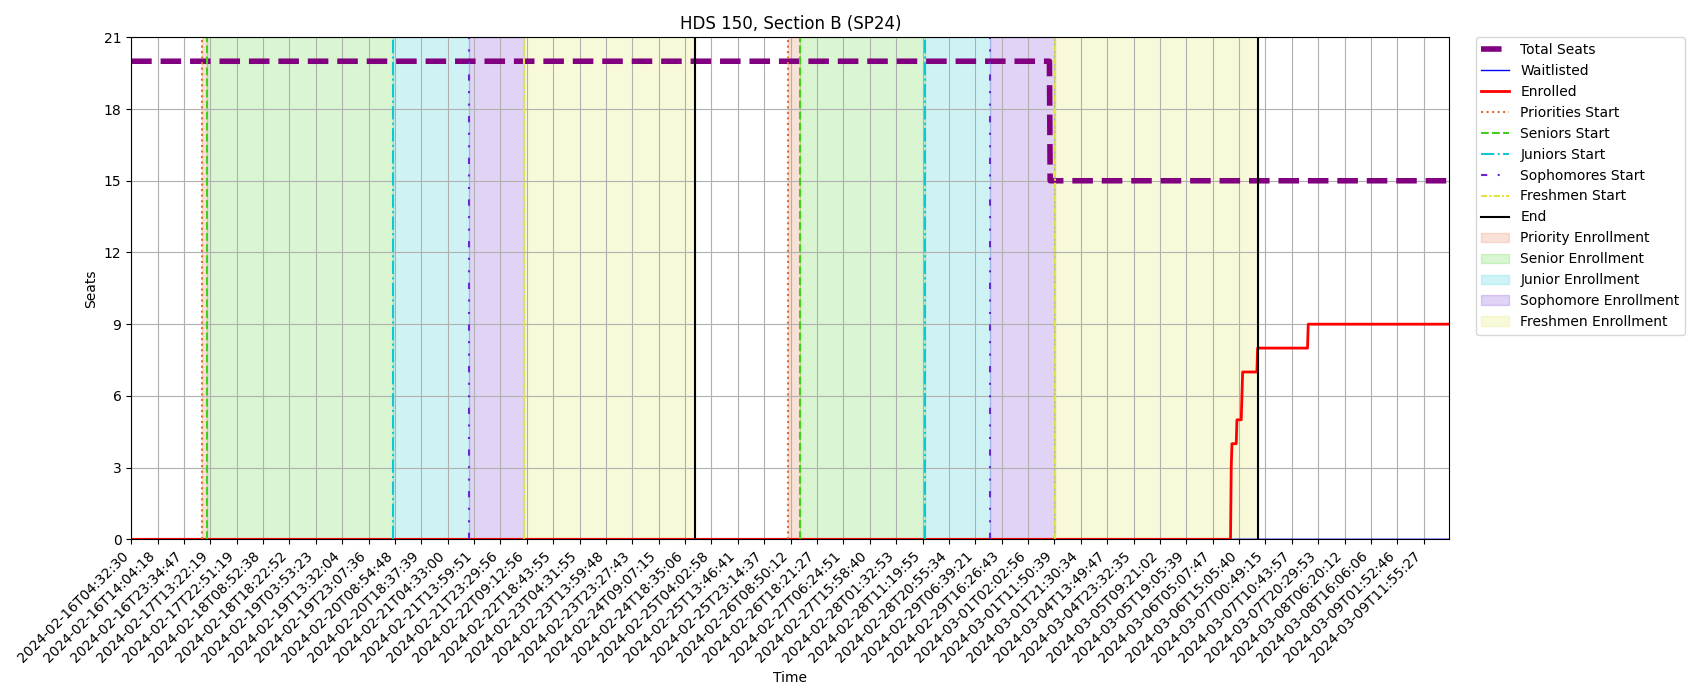 HDS 150, Section B (SP24)
21
18
15
12
9
6
3
0
Seats
2024-02-16T04:32:30
2024-02-16T14:04:18
2024-02-16T23:34:47
2024-02-17T13:22:19
2024-02-17T22:51:19
2024-02-18T08:52:38
2024-02-18T18:22:52
2024-02-19T03:53:23
2024-02-19T13:32:04
2024-02-19T23:07:36
2024-02-20T08:54:48
2024-02-20T18:37:39
2024-02-21T04:33:00
2024-02-21T13:59:51
2024-02-21T23:29:56
2024-02-22T09:12:56
2024-02-22T18:43:55
2024-02-23T04:31:55
2024-02-23T13:59:48
2024-02-23T23:27:43
2024-02-24T09:07:15
2024-02-24T18:35:06
2024-02-25T04:02:58
2024-02-25T13:46:41
2024-02-25T23:14:37
2024-02-26T08:50:12
2024-02-26T18:21:27
2024-02-27T06:24:51
2024-02-27T15:58:40
2024-02-28T01:32:53
2024-02-28T11:19:55
2024-02-28T20:55:34
2024-02-29T06:39:21
2024-02-29T16:26:43
2024-03-01T02:02:56
2024-03-01T11:50:39
2024-03-01T21:30:34
2024-03-04T13:49:47
2024-03-04T23:32:35
2024-03-05T09:21:02
2024-03-05T19:05:39
2024-03-06T05:07:47
2024-03-06T15:05:40
2024-03-07T00:49:15
2024-03-07T10:43:57
2024-03-07T20:29:53
2024-03-08T06:20:12
2024-03-08T16:06:06
2024-03-09T01:52:46
2024-03-09T11:55:27
Time
Total Seats
Waitlisted
Enrolled
Priorities Start
Seniors Start
Juniors Start
Sophomores Start
Freshmen Start
End
Priority Enrollment
Senior Enrollment
Junior Enrollment
Sophomore Enrollment
Freshmen Enrollment